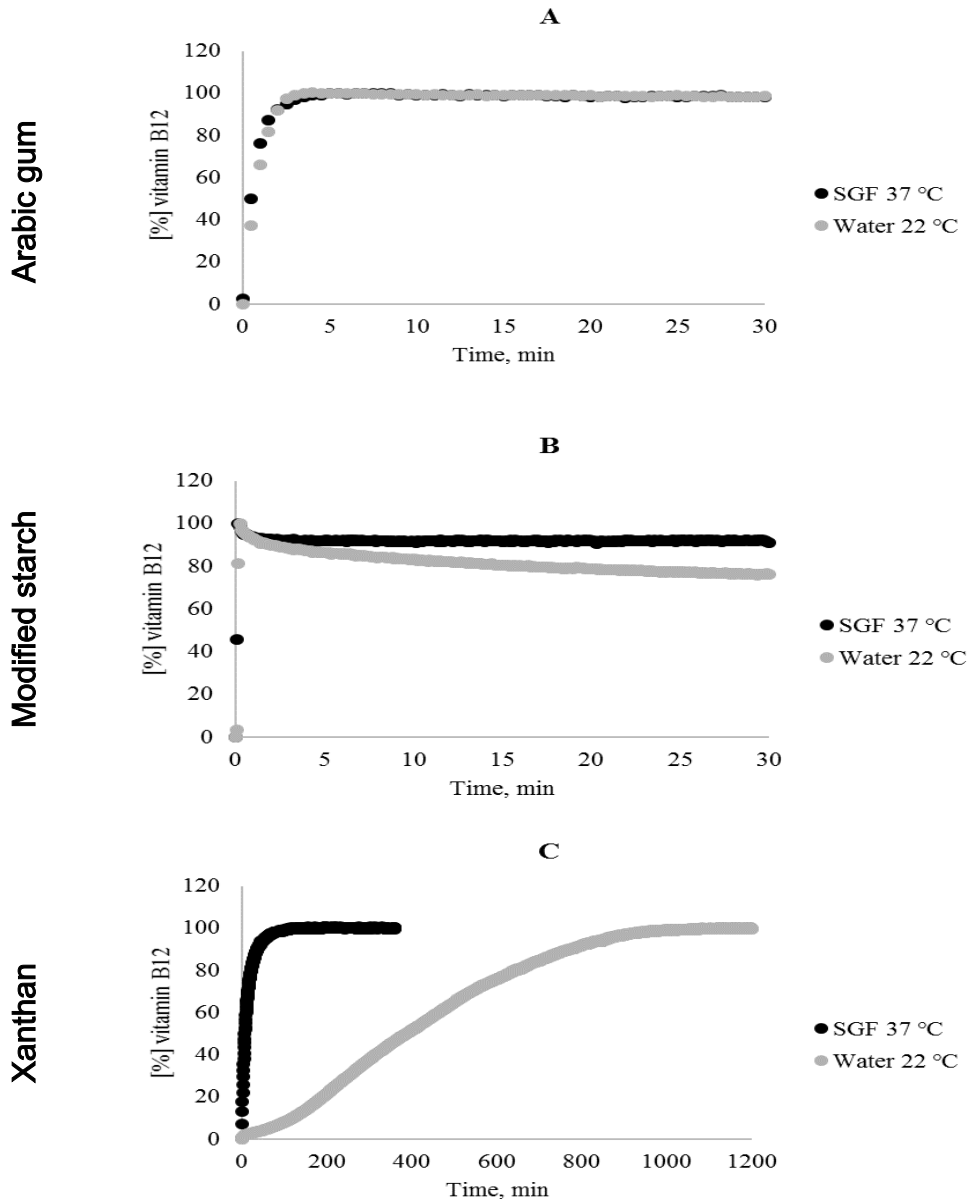 A
Arabic gum
[%] vitamin B12
120
100
80
60
40
20
0
0 5 10 15 20 25 30
Time, min
SGF 37 °C
Water 22 °C
B
Modified starch
[%] vitamin B12
120
100
80
60
40
20
0
0 5 10 15 20 25 30
Time, min
SGF 37 °C
Water 22 °C
C
Xanthan
[%] vitamin B12
120
100
80
60
40
20
0
0 200 400 600 800 1000 1200
Time, min
SGF 37 °C
Water 22 °C